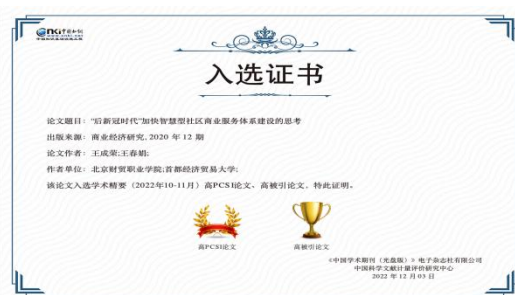 cnki 中国知网
入选证书
论文题目：“后新冠时代”加快智慧型社区商业服务体系建设的思考
出版来源：商业经济研究,2020 年 12 期
论文作者：王成荣;王春娟;
作者单位：北京财贸职业学院;首都经济贸易大学;
该论文入选学术精要（2022年10-11月）高PCSI论文、高被引论文，特此证明。
高PCSI论文
高被引论文
《中国学术期刊（光盘版）》电子杂志社有限公司
中国科学文献计量评价研究中心
2022 年 12 月 03 日